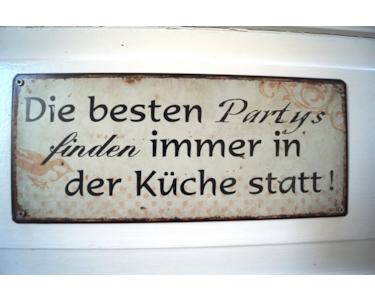 Die besten Partys
finden immer in
der Küche statt!